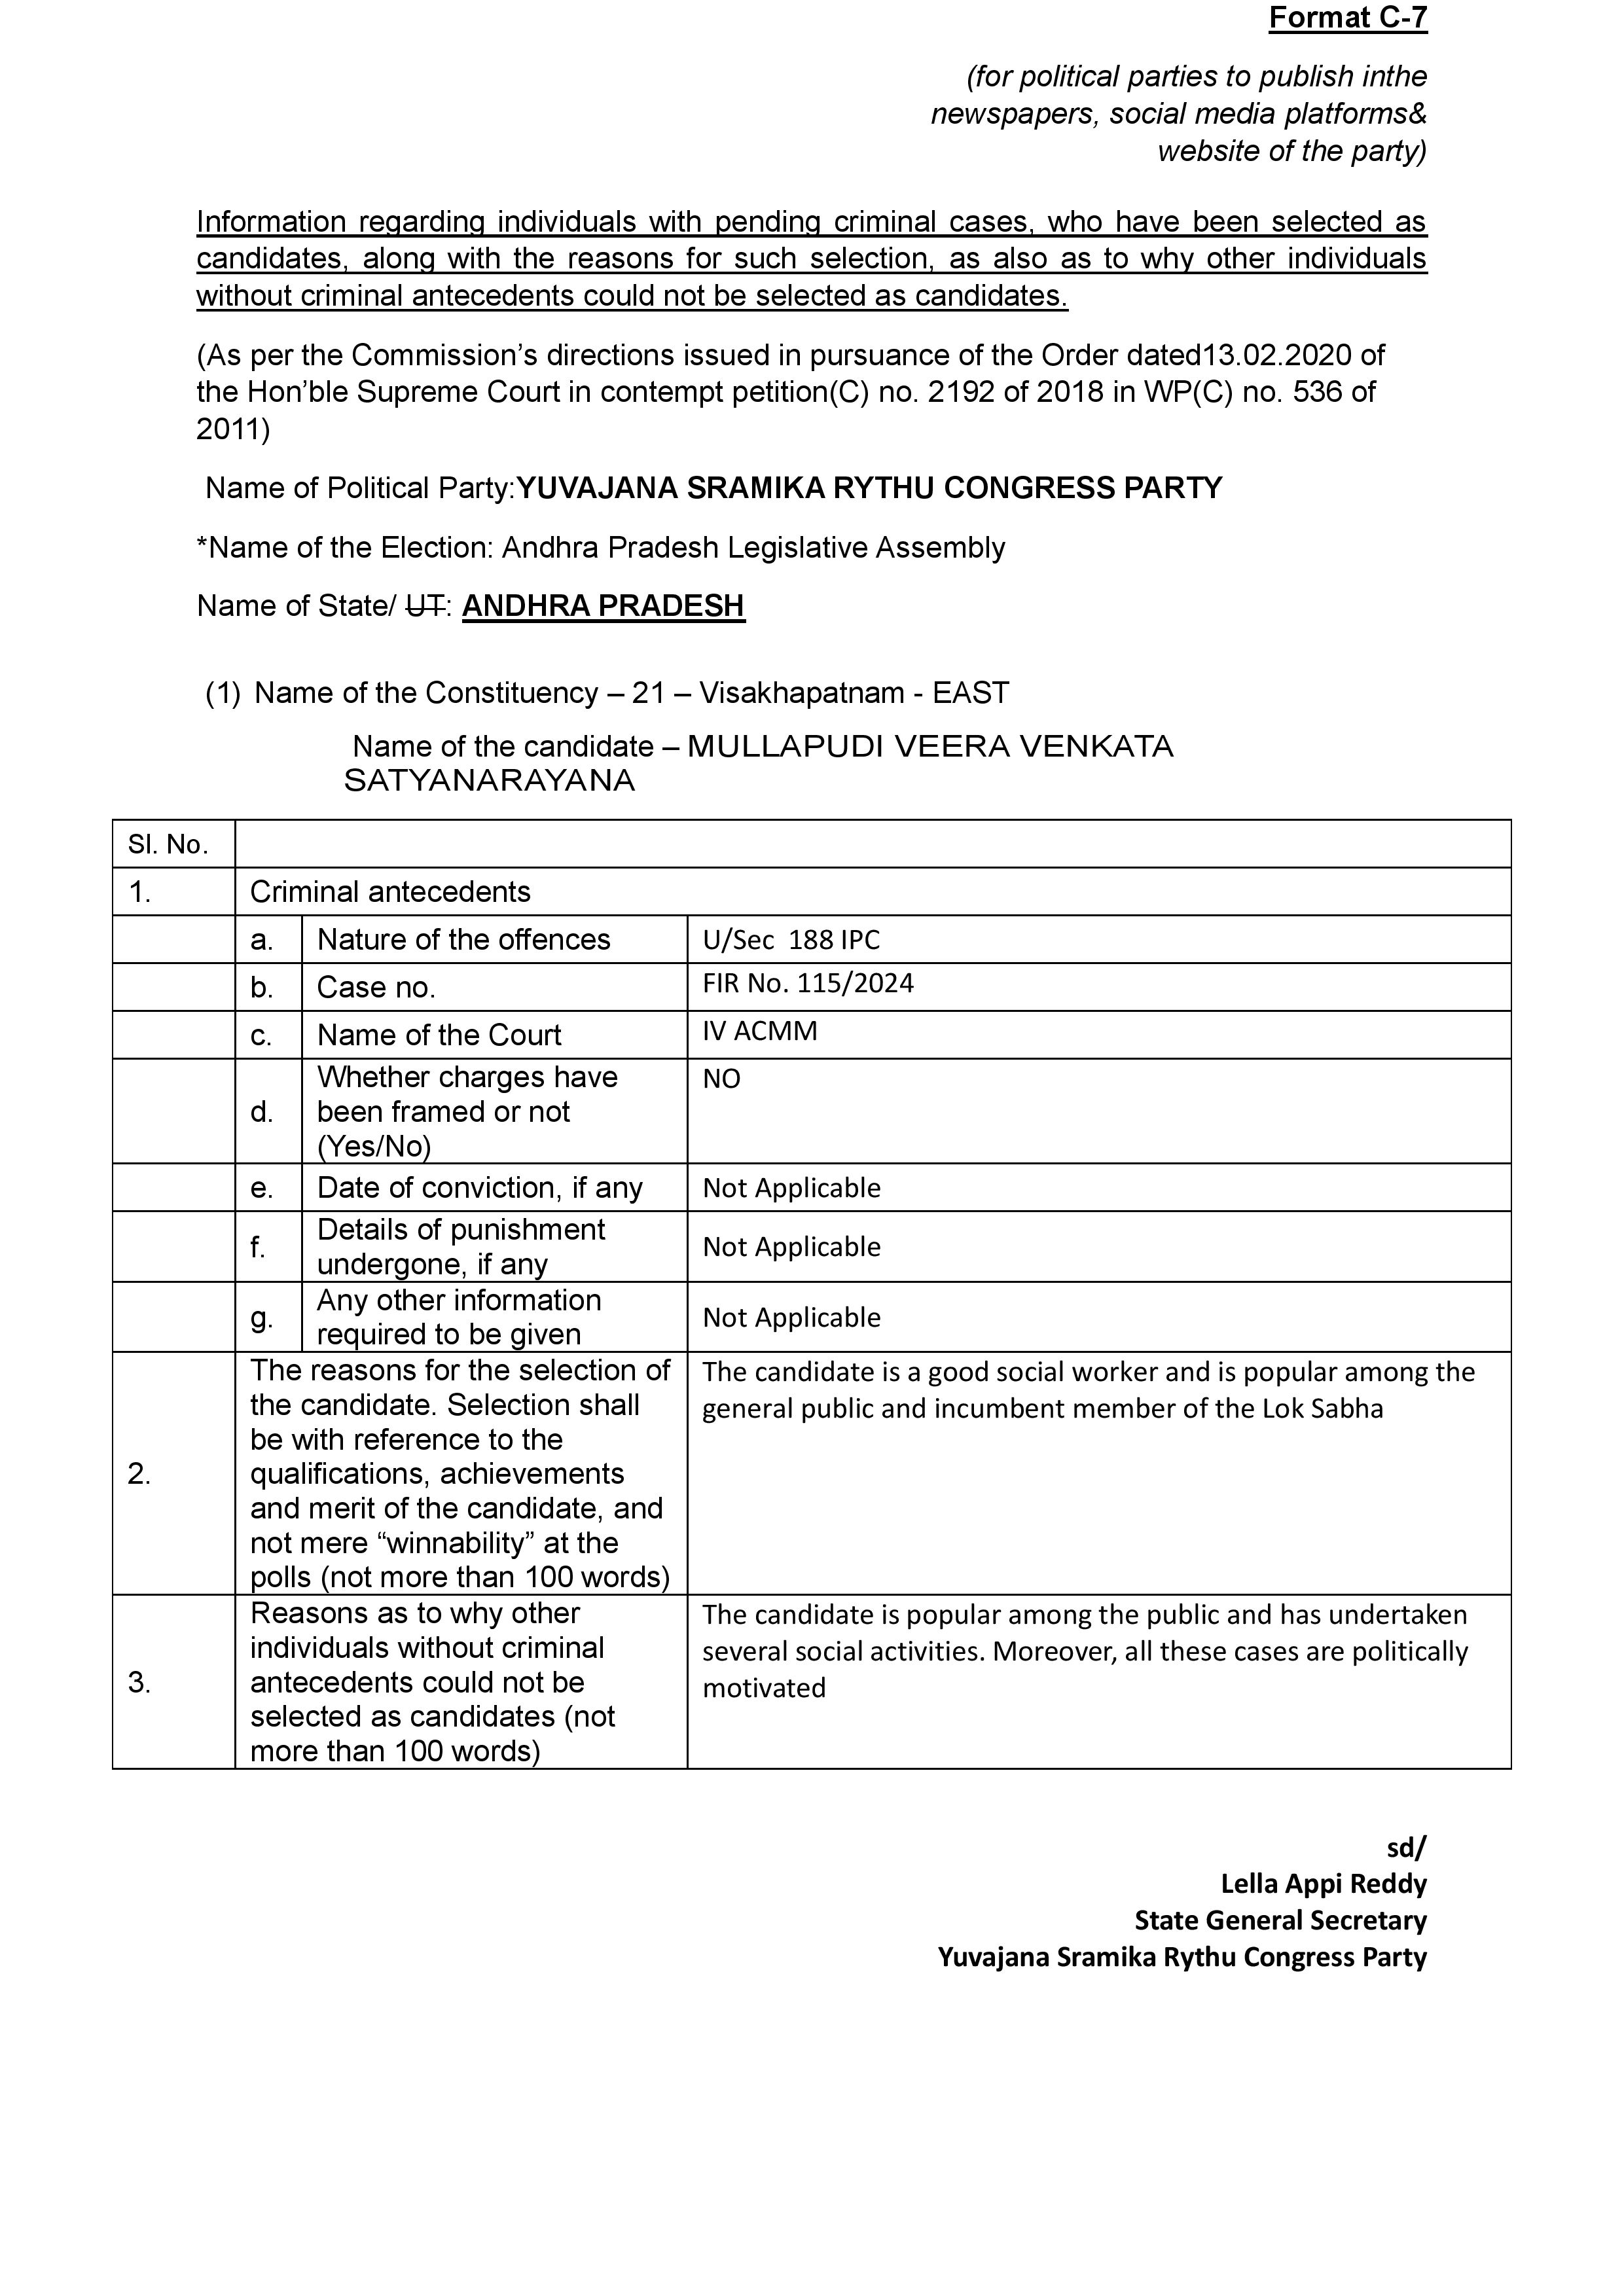 Format C-7
(for political parties to publish inthe
newspapers, social media platforms&
website of the party)
Information regarding individuals with pending criminal cases, who have been selected as
candidates, along with the reasons for such selection, as also as to why other individuals
without criminal antecedents could not be selected as candidates.
(As per the Commission’s directions issued in pursuance of the Order dated13.02.2020 of
the Hon’ble Supreme Court in contempt petition(C) no. 2192 of 2018 in WP(C) no. 536 of
2011)
Name of Political Party:YUVAJANA SRAMIKA RYTHU CONGRESS PARTY
*Name of the Election: Andhra Pradesh Legislative Assembly
Name of State/ UT: ANDHRA PRADESH
(1) Name of the Constituency – 21 – Visakhapatnam - EAST
Name of the candidate – MULLAPUDI VEERA VENKATA
SATYANARAYANA
Sl. No.
1. Criminal antecedents
a. Nature of the offences U/Sec 188 IPC
b. Case no. FIR No. 115/2024
c. Name of the Court IV ACMM
d. Whether charges have
been framed or not
(Yes/No)
NO
e. Date of conviction, if any Not Applicable
f. Details of punishment
undergone, if any
Not Applicable
g. Any other information
required to be given
Not Applicable
2.
The reasons for the selection of
the candidate. Selection shall
be with reference to the
qualifications, achievements
and merit of the candidate, and
not mere “winnability” at the
polls (not more than 100 words)
The candidate is a good social worker and is popular among the
general public and incumbent member of the Lok Sabha
3.
Reasons as to why other
individuals without criminal
antecedents could not be
selected as candidates (not
more than 100 words)
The candidate is popular among the public and has undertaken
several social activities. Moreover, all these cases are politically
motivated
sd/
Lella Appi Reddy
State General Secretary
Yuvajana Sramika Rythu Congress Party